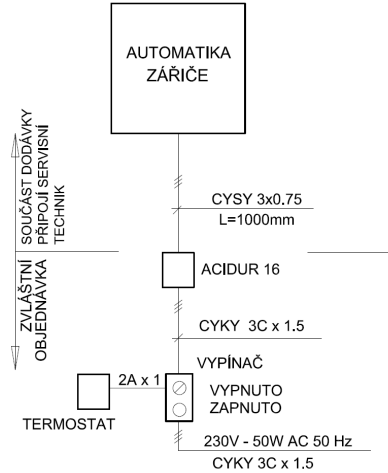 AUTOMATIKA
ZÁŘIČE
SOUČÁST DODÁVKY
PŘIPOJÍ SERVISNÍ
TECHNIK
CYSY 3x0.75
L=1000mm
ZVLÁŠTNÍ
OBJEDNÁVKA
ACIDUR 16
CYKY 3C x 1.5
VYPÍNAČ
2A x 1
VYPNUTO
ZAPNUTO
TERMOSTAT
230V - 50W AC 50 Hz
CYKY 3C x 1.5